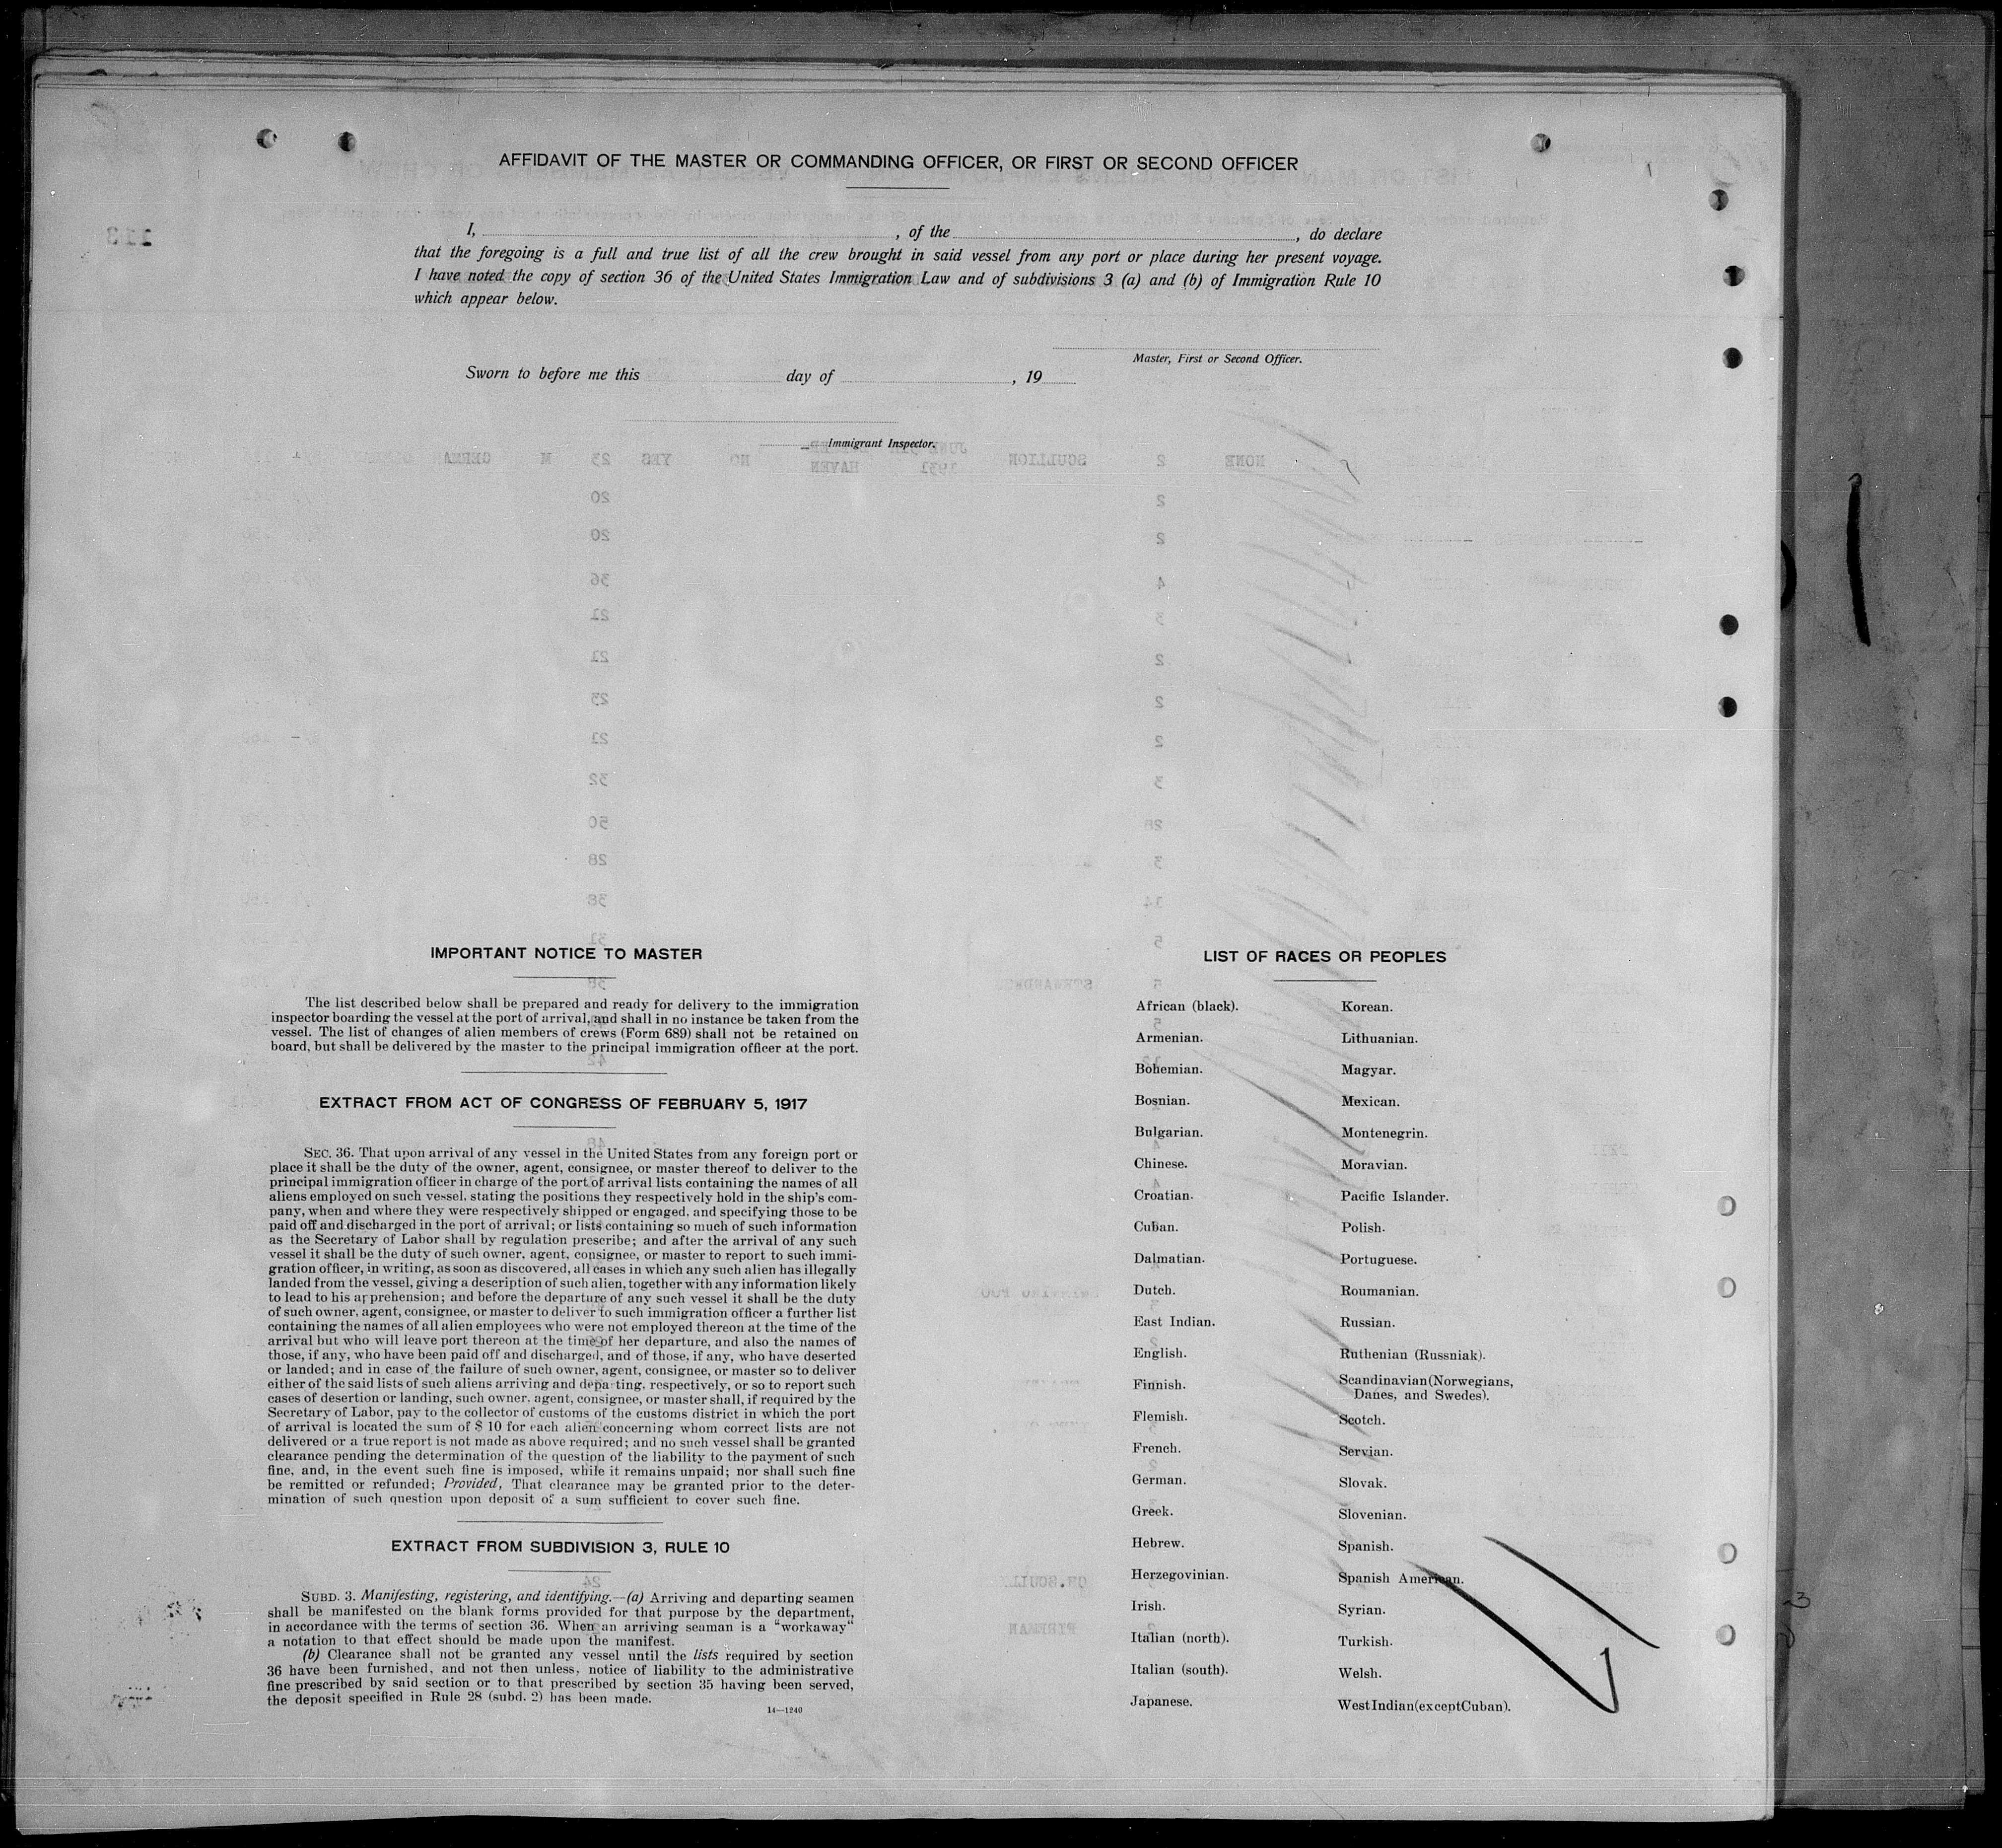 AFFIDAVIT OF THE MASTER OR COMMANDING OFFICER, OR FIRST OR SECOND OFFICER
I, , of the , do declare
that the foregoing is a full and true list of all the crew brought in said vessel from any port or place during her present voyage.
I have noted the copy of section 36 of the United States Immigration Law and of subdivisions 3 (a) and (b) of Immigration Rule 10
which appear below.
Master, First or Second Officer.
Sworn to before me this day of , 19
Immigrant Inspector.
IMPORTANT NOTICE TO MASTER
The list described below shall be prepared and ready for delivery to the immigration
inspector boarding the vessel at the port of arrival, and shall in no instance be taken from the
vessel. The list of changes of alien members of crews (Form 689) shall not be retained on
board, but shall be delivered by the master to the principal immigration officer at the port.
EXTRACT FROM ACT OF CONGRESS OF FEBRUARY 5, 1917
SEC. 36. That upon arrival of any vessel in the United States from any foreign port or
place it shall be the duty of the owner, agent, consignee, or master thereof to deliver to the
principal immigration officer in charge of the port of arrival lists containing the names of all
aliens employed on such vessel, stating the positions they respectively hold in the ship's com-
pany, when and where they were respectively shipped or engaged, and specifying those to be
paid off and discharged in the port of arrival; or lists containing so much of such information
as the Secretary of Labor shall by regulation prescribe; and after the arrival of any such
vessel it shall be the duty of such owner, agent, consignee, or master to report to such immi-
gration officer, in writing, as soon as discovered, all cases in which any such alien has illegally
landed from the vessel, giving a description of such alien, together with any information likely
to lead to his apprehension; and before the departure of any such vessel it shall be the duty
of such owner, agent, consignee, or master to deliver to such immigration officer a further list
containing the names of all alien employees who were not employed thereon at the time of the
arrival but who will leave port thereon at the time of her departure, and also the names of
those, if any, who have been paid off and discharged, and of those, if any, who have deserted
or landed; and in case of the failure of such owner, agent, consignee, or master so to deliver
either of the said lists of such aliens arriving and departing, respectively, or so to report such
cases of desertion or landing, such owner, agent, consignee, or master shall, if required by the
Secretary of Labor, pay to the collector of customs of the customs district in which the port
of arrival is located the sum of $ 10 for each alien concerning whom correct lists are not
delivered or a true report is not made as above required; and no such vessel shall be granted
clearance pending the determination of the question of the liability to the payment of such
fine, and, in the event such fine is imposed, while it remains unpaid; nor shall such fine
be remitted or refunded; Provided, That clearance may be granted prior to the deter-
mination of such question upon deposit of a sum sufficient to cover such fine.
EXTRACT FROM SUBDIVISION 3, RULE 10
SUBD. 3. Manifesting, registering, and identifying.—(a) Arriving and departing seamen
shall be manifested on the blank forms provided for that purpose by the department,
in accordance with the terms of section 36. When an arriving seaman is a "workaway"
a notation to that effect should be made upon the manifest.
(b) Clearance shall not be granted any vessel until the lists required by section
36 have been furnished, and not then unless, notice of liability to the administrative
fine prescribed by said section or to that prescribed by section 35 having been served,
the deposit specified in Rule 28 (subd. 2) has been made.
14—1240
LIST OF RACES OR PEOPLES
African (black).
Armenian.
Bohemian.
Bosnian.
Bulgarian.
Chinese.
Croatian.
Cuban.
Dalmatian.
Dutch.
East Indian.
English.
Finnish.
Flemish.
French.
German.
Greek.
Hebrew.
Herzegovinian.
Irish.
Italian (north).
Italian (south).
Japanese.
Korean.
Lithuanian.
Magyar.
Mexican.
Montenegrin.
Moravian.
Pacific Islander.
Polish.
Portuguese.
Roumanian.
Russian.
Ruthenian (Russniak).
Scandinavian (Norwegians,
Danes, and Swedes).
Scotch.
Servian.
Slovak.
Slovenian.
Spanish.
Spanish American.
Syrian.
Turkish.
Welsh.
West Indian (except Cuban).